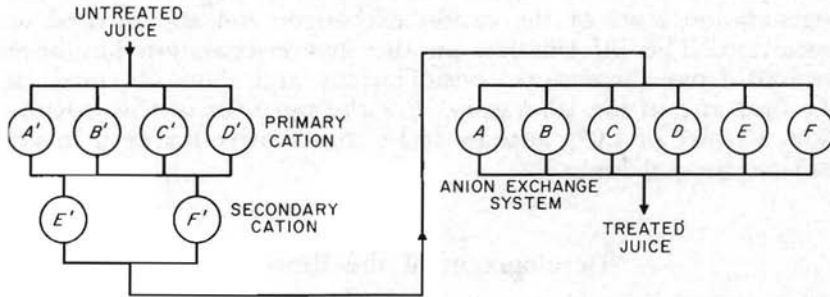 UNTREATED
JUICE
A' B' C' D'
PRIMARY
CATION
E' F'
SECONDARY
CATION
A B C D E F
ANION EXCHANGE
SYSTEM
TREATED
JUICE